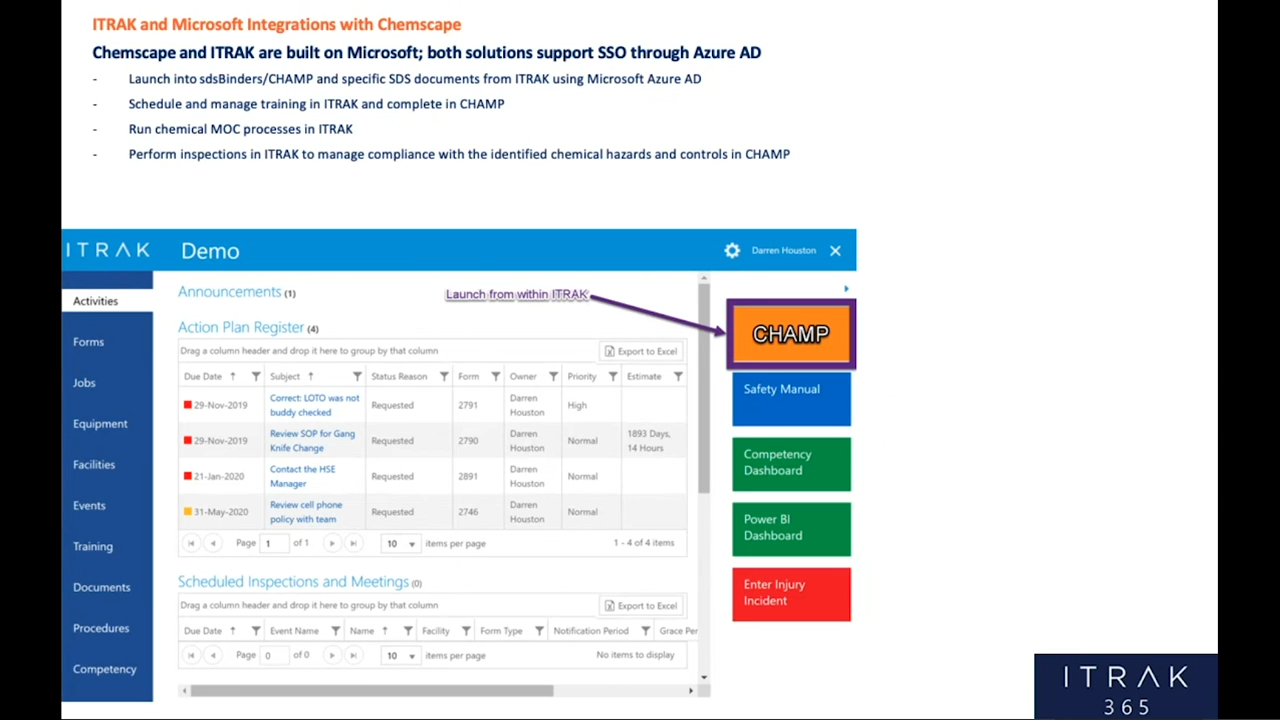 ITRAK and Microsoft Integrations with Chemscape
Chemscape and ITRAK are built on Microsoft; both solutions support SSO through Azure AD
- Launch into sdsBinders/CHAMP and specific SDS documents from ITRAK using Microsoft Azure AD
- Schedule and manage training in ITRAK and complete in CHAMP
- Run chemical MOC processes in ITRAK
- Perform inspections in ITRAK to manage compliance with the identified chemical hazards and controls in CHAMP
ITRAK Demo Darren Houston
Activities
Forms
Jobs
Equipment
Facilities
Events
Training
Documents
Procedures
Competency
Announcements (1)
Launch from within ITRAK
Action Plan Register (4)
Drag a column header and drop it here to group by that column Export to Excel
Due Date Subject Status Reason Form Owner Priority Estimate
29-Nov-2019 Correct: LOTO was not buddy checked Requested 2791 Darren Houston High
29-Nov-2019 Review SOP for Gang Knife Change Requested 2790 Darren Houston Normal 1893 Days, 14 Hours
21-Jan-2020 Contact the HSE Manager Requested 2891 Darren Houston Normal
31-May-2020 Review cell phone policy with team Requested 2746 Darren Houston Normal
Page 1 of 1 10 items per page 1 - 4 of 4 items
Scheduled Inspections and Meetings (0)
Drag a column header and drop it here to group by that column Export to Excel
Due Date Event Name Name Facility Form Type Notification Period Grace Per
Page 0 of 0 10 items per page No items to display
CHAMP
Safety Manual
Competency
Dashboard
Power BI
Dashboard
Enter Injury
Incident
ITRAK
365